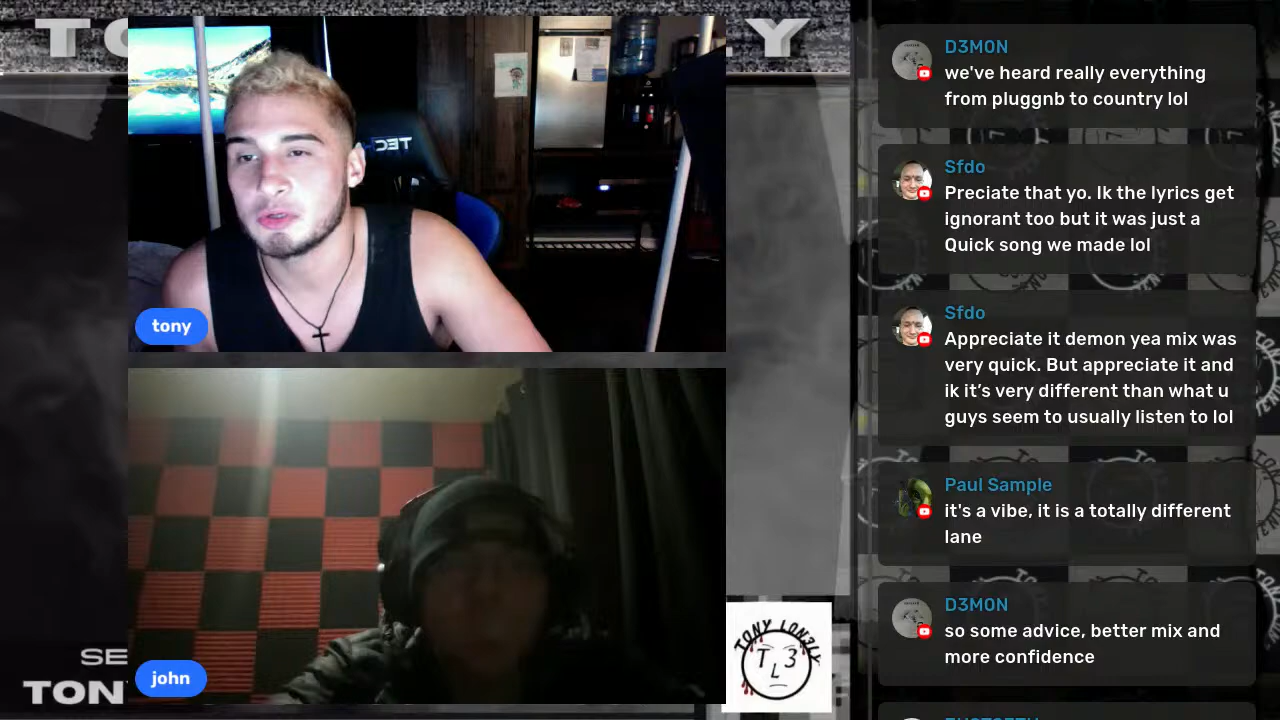 TO
Y
TEC
tony
D3MON
we've heard really everything
from pluggnb to country lol
Sfdo
Preciate that yo. Ik the lyrics get
ignorant too but it was just a
Quick song we made lol
Sfdo
Appreciate it demon yea mix was
very quick. But appreciate it and
ik it's very different than what u
guys seem to usually listen to lol
Paul Sample
it's a vibe, it is a totally different
lane
D3MON
so some advice, better mix and
more confidence
john
SE
TON
TONY LON3LY
TL3